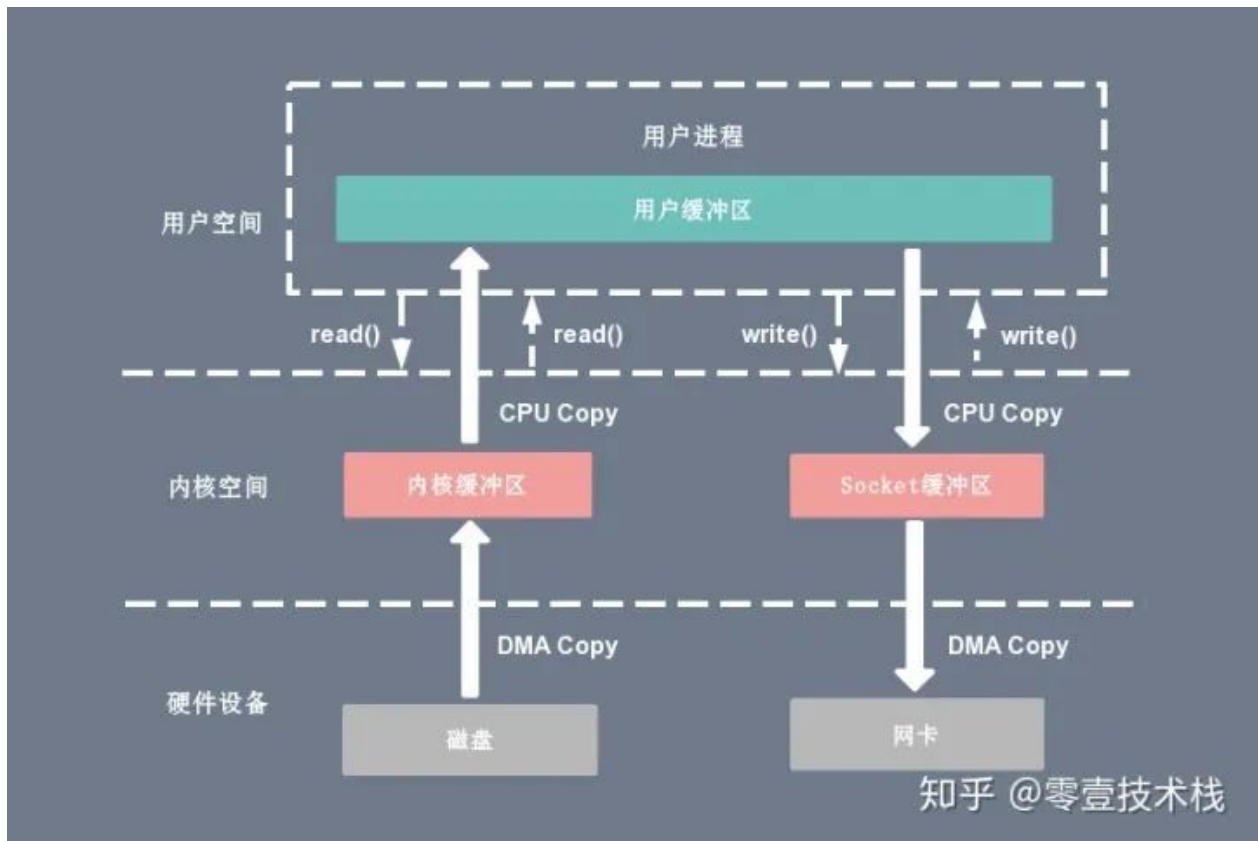 用户进程
用户缓冲区
用户空间
read()
read()
write()
write()
CPU Copy
CPU Copy
内核空间
内核缓冲区
Socket缓冲区
DMA Copy
DMA Copy
硬件设备
磁盘
网卡
知乎 @零壹技术栈